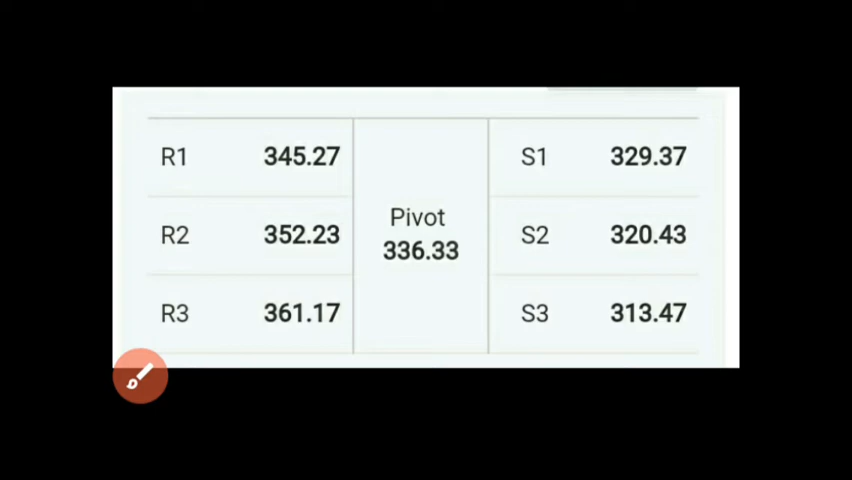 R1 345.27 S1 329.37
Pivot
R2 352.23 S2 320.43
336.33
R3 361.17 S3 313.47